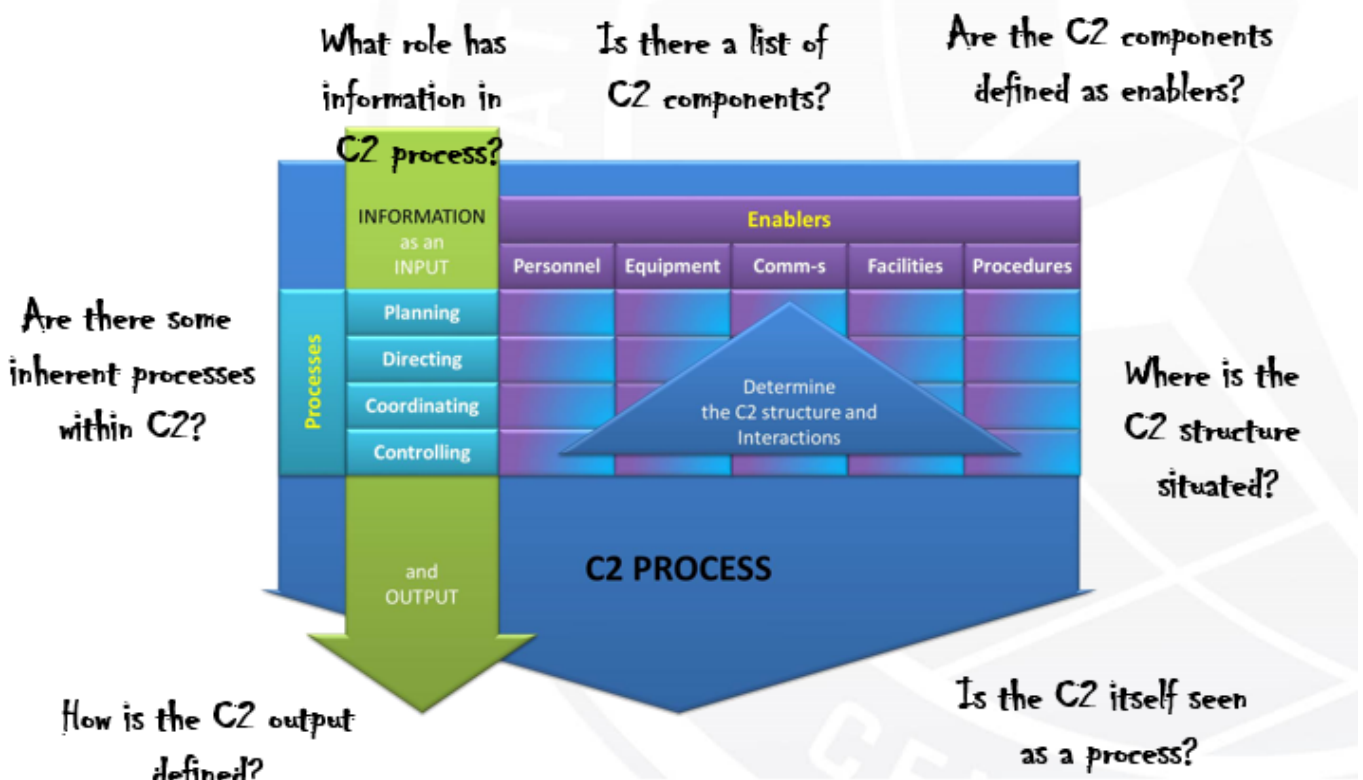 What role has
information in
C2 process?
Is there a list of
C2 components?
Are the C2 components
defined as enablers?
INFORMATION
as an
INPUT
Enablers
Personnel
Equipment
Comm-s
Facilities
Procedures
Are there some
inherent processes
within C2?
Processes
Planning
Directing
Coordinating
Controlling
Determine
the C2 structure and
Interactions
Where is the
C2 structure
situated?
and
OUTPUT
C2 PROCESS
How is the C2 output
defined?
Is the C2 itself seen
as a process?